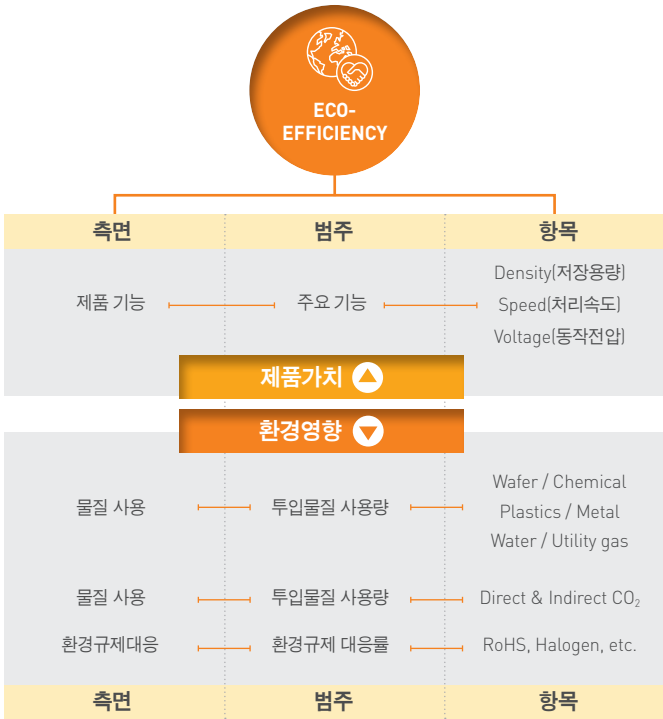 ECO-
EFFICIENCY
측면 범주 항목
제품 기능 주요 기능 Density(저장용량)
Speed(처리속도)
Voltage(동작전압)
제품가치
환경영향
물질 사용 투입물질 사용량 Wafer / Chemical
Plastics / Metal
Water / Utility gas
물질 사용 투입물질 사용량 Direct & Indirect CO₂
환경규제대응 환경규제 대응률 RoHS, Halogen, etc.
측면 범주 항목